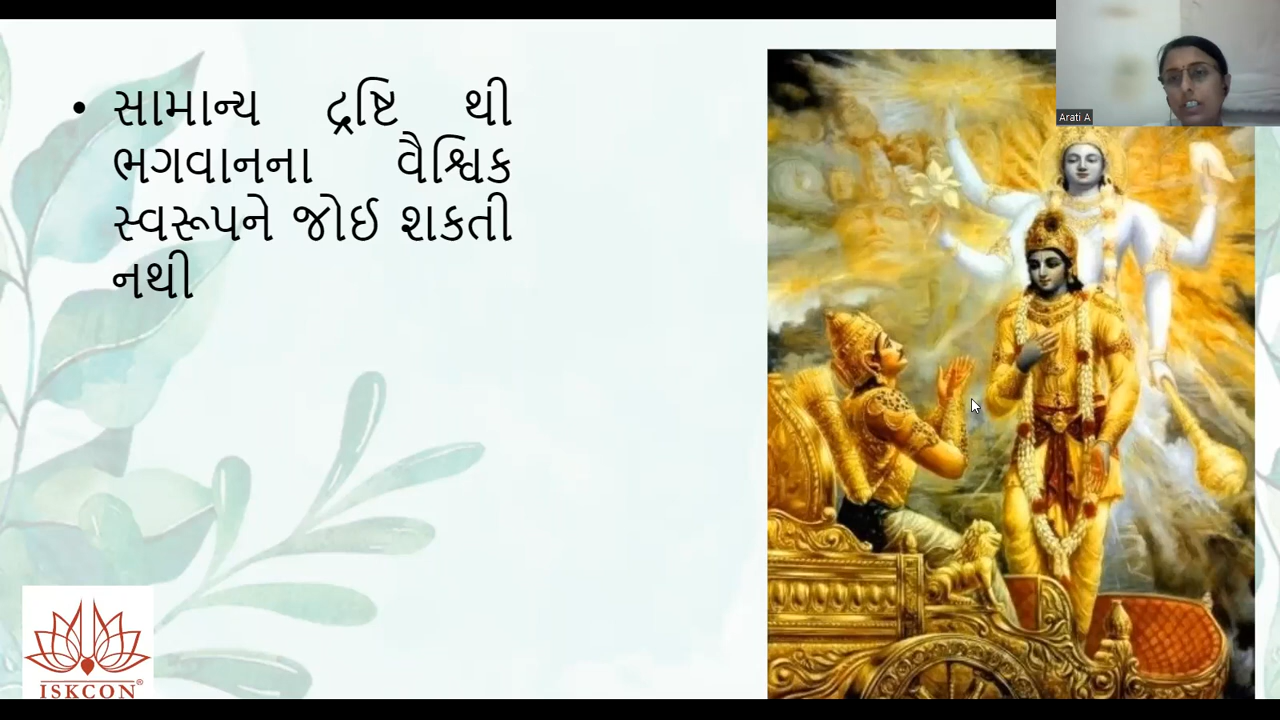 • સામાન્ય દ્રષ્ટિ થી
ભગવાનના વૈશ્વિક
સ્વરૂપને જોઈ શકતી
નથી
Arati A
ISKCON®